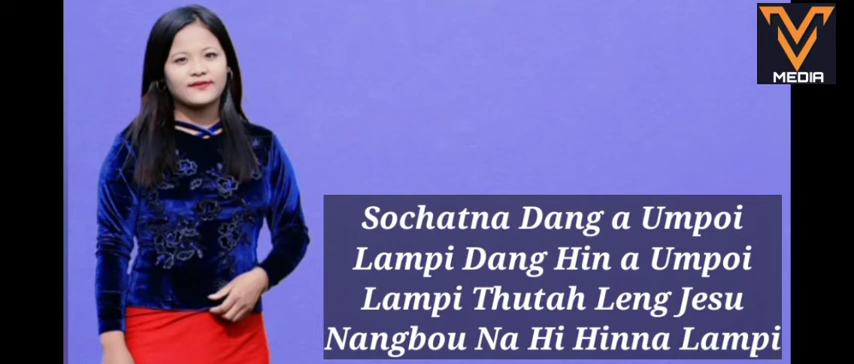 MEDIA
Sochatna Dang a Umpoi
Lampi Dang Hin a Umpoi
Lampi Thutah Leng Jesu
Nangbou Na Hi Hinna Lampi